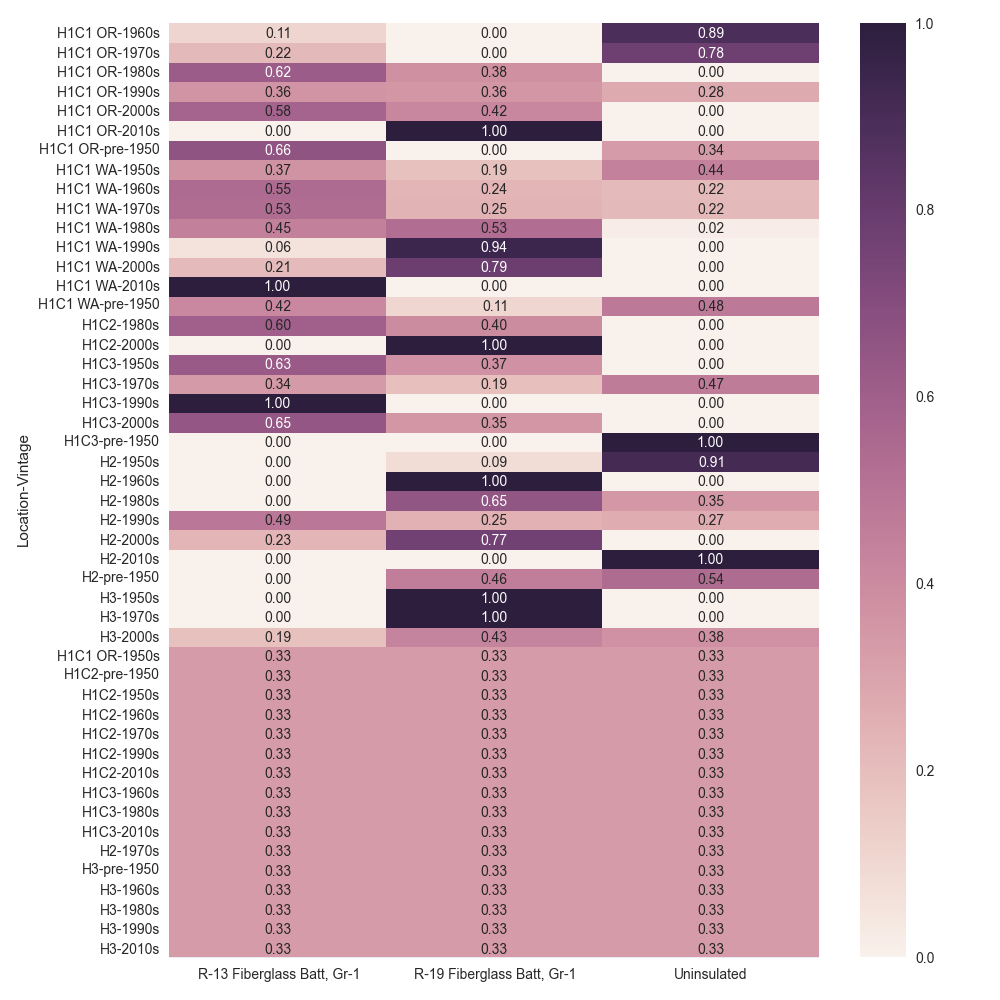 H1C1 OR-1960s 0.11 0.00 0.89
H1C1 OR-1970s 0.22 0.00 0.78
H1C1 OR-1980s 0.62 0.38 0.00
H1C1 OR-1990s 0.36 0.36 0.28
H1C1 OR-2000s 0.58 0.42 0.00
H1C1 OR-2010s 0.00 1.00 0.00
H1C1 OR-pre-1950 0.66 0.00 0.34
H1C1 WA-1950s 0.37 0.19 0.44
H1C1 WA-1960s 0.55 0.24 0.22
H1C1 WA-1970s 0.53 0.25 0.22
H1C1 WA-1980s 0.45 0.53 0.02
H1C1 WA-1990s 0.06 0.94 0.00
H1C1 WA-2000s 0.21 0.79 0.00
H1C1 WA-2010s 1.00 0.00 0.00
H1C1 WA-pre-1950 0.42 0.11 0.48
H1C2-1980s 0.60 0.40 0.00
H1C2-2000s 0.00 1.00 0.00
H1C3-1950s 0.63 0.37 0.00
H1C3-1970s 0.34 0.19 0.47
H1C3-1990s 1.00 0.00 0.00
H1C3-2000s 0.65 0.35 0.00
H1C3-pre-1950 0.00 0.00 1.00
H2-1950s 0.00 0.09 0.91
H2-1960s 0.00 1.00 0.00
H2-1980s 0.00 0.65 0.35
H2-1990s 0.49 0.25 0.27
H2-2000s 0.23 0.77 0.00
H2-2010s 0.00 0.00 1.00
H2-pre-1950 0.00 0.46 0.54
H3-1950s 0.00 1.00 0.00
H3-1970s 0.00 1.00 0.00
H3-2000s 0.19 0.43 0.38
H1C1 OR-1950s 0.33 0.33 0.33
H1C2-pre-1950 0.33 0.33 0.33
H1C2-1950s 0.33 0.33 0.33
H1C2-1960s 0.33 0.33 0.33
H1C2-1970s 0.33 0.33 0.33
H1C2-1990s 0.33 0.33 0.33
H1C2-2010s 0.33 0.33 0.33
H1C3-1960s 0.33 0.33 0.33
H1C3-1980s 0.33 0.33 0.33
H1C3-2010s 0.33 0.33 0.33
H2-1970s 0.33 0.33 0.33
H3-pre-1950 0.33 0.33 0.33
H3-1960s 0.33 0.33 0.33
H3-1980s 0.33 0.33 0.33
H3-1990s 0.33 0.33 0.33
H3-2010s 0.33 0.33 0.33
R-13 Fiberglass Batt, Gr-1 R-19 Fiberglass Batt, Gr-1 Uninsulated
Location-Vintage
1.0
0.8
0.6
0.4
0.2
0.0